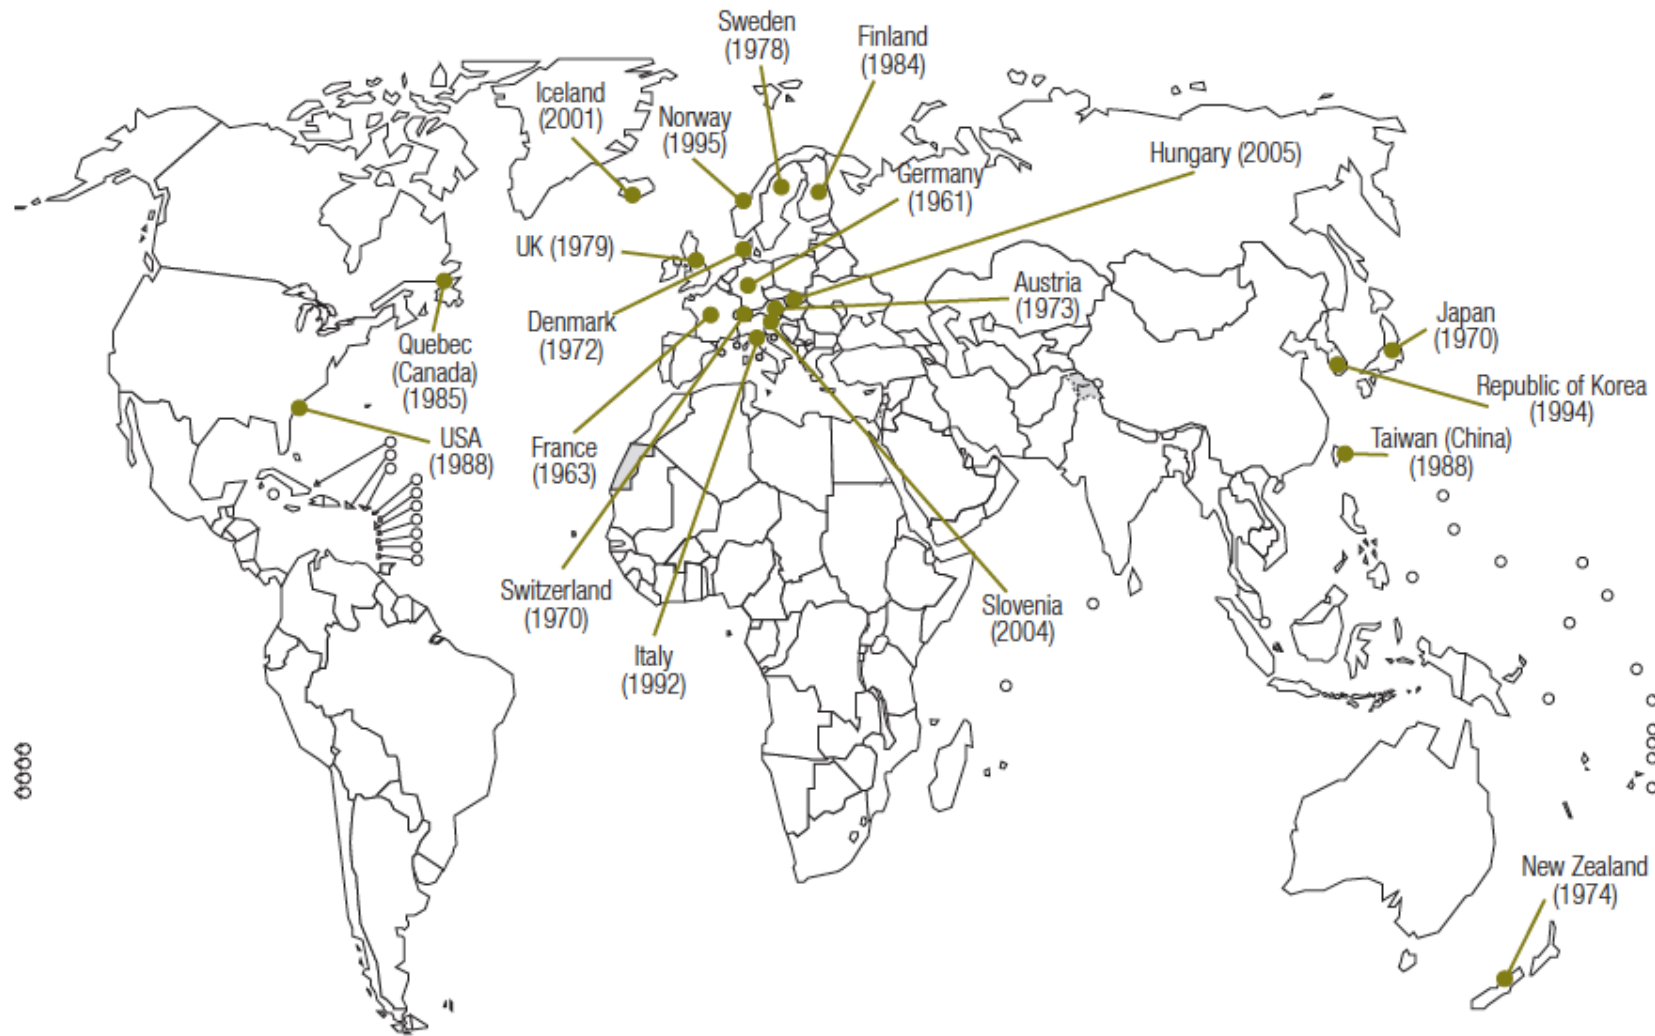 Sweden
(1978)
Finland
(1984)
Iceland
(2001)
Norway
(1995)
Hungary (2005)
Germany
(1961)
UK (1979)
Austria
(1973)
Denmark
(1972)
Japan
(1970)
Quebec
(Canada)
(1985)
Republic of Korea
(1994)
USA
(1988)
France
(1963)
Taiwan (China)
(1988)
Switzerland
(1970)
Slovenia
(2004)
Italy
(1992)
New Zealand
(1974)